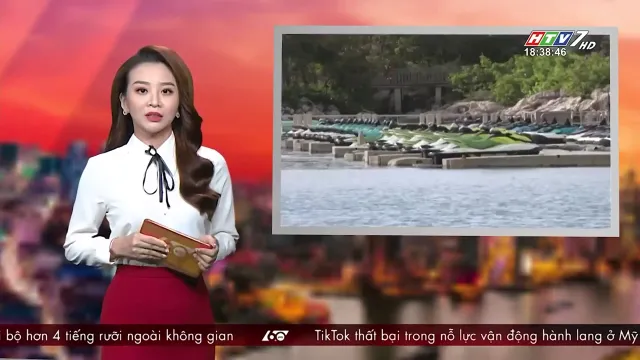 HTV7 HD
18:38:46
i bộ hơn 4 tiếng rưỡi ngoài không gian 60 TikTok thất bại trong nỗ lực vận động hành lang ở Mỹ